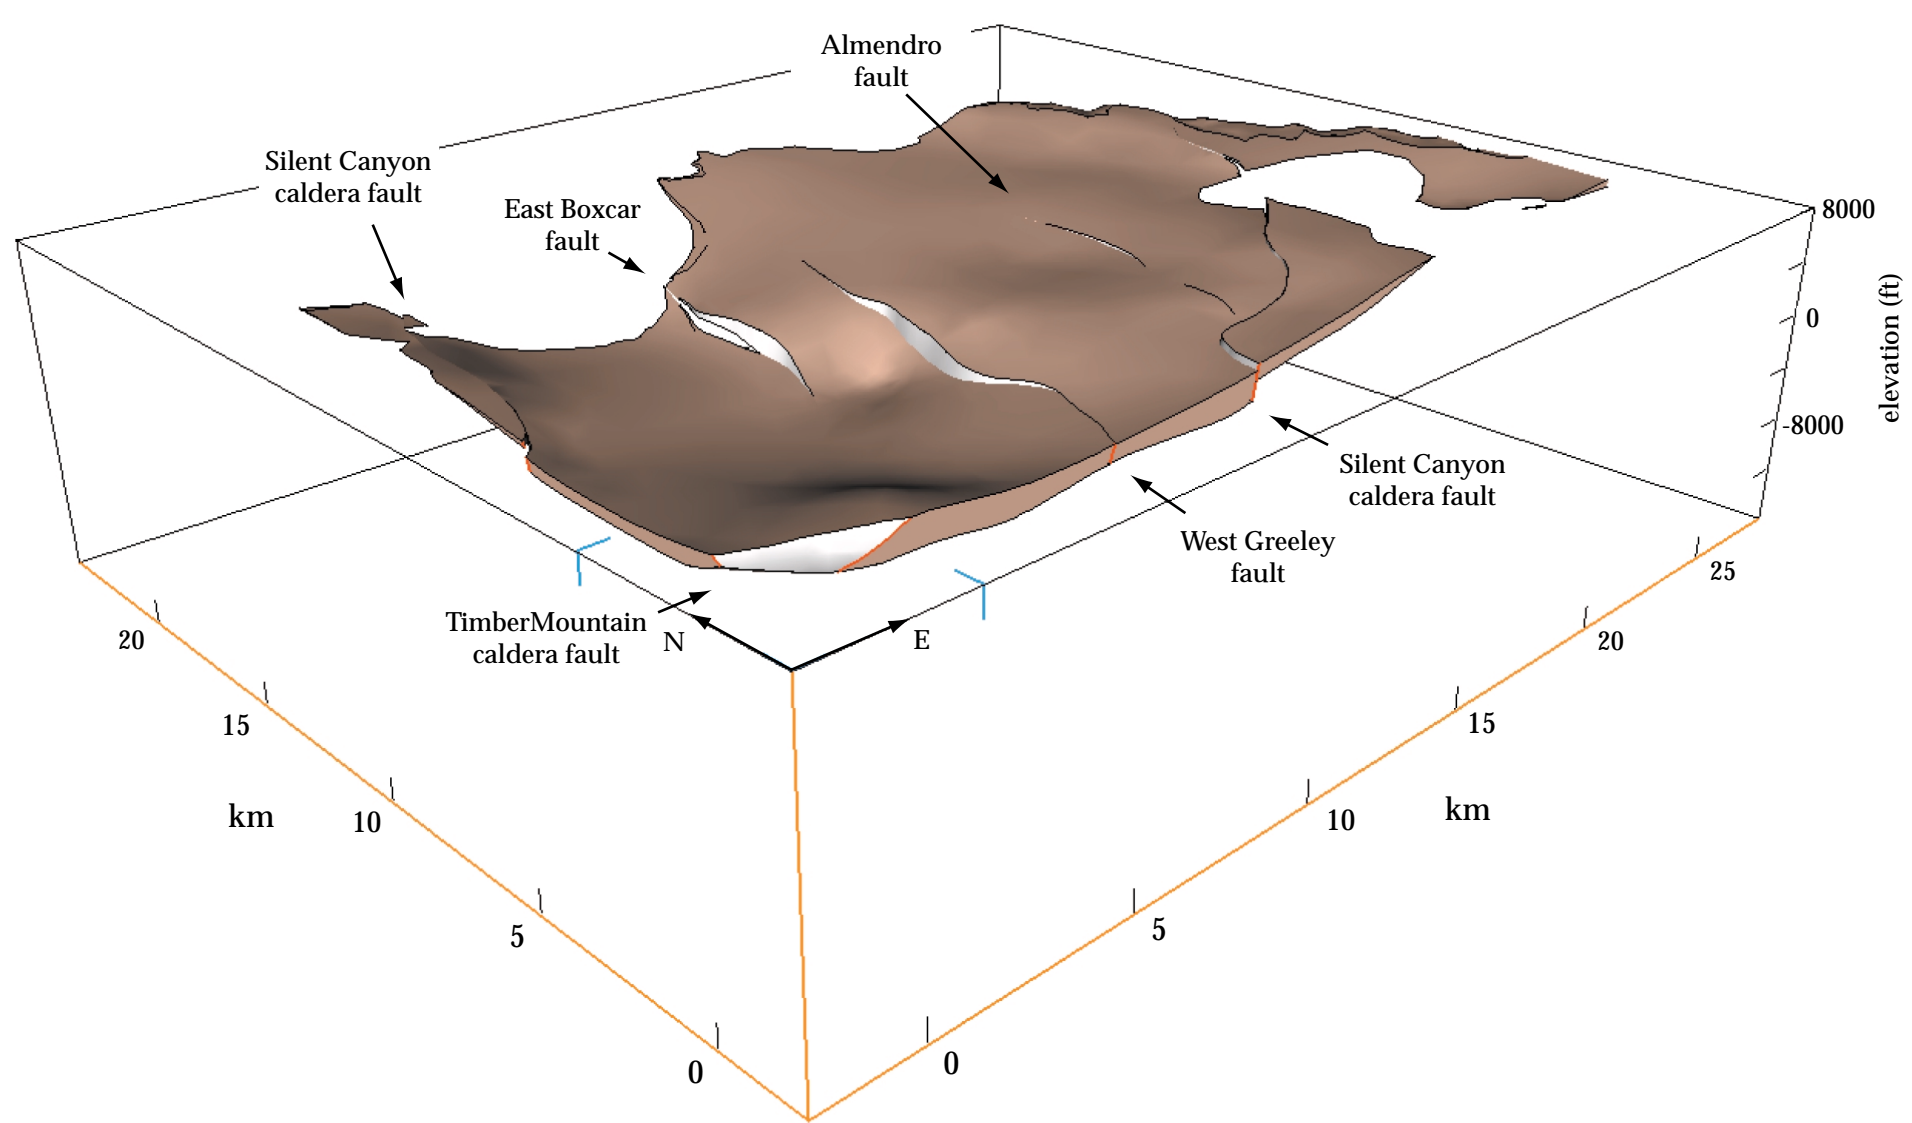 Almendro
fault
Silent Canyon
caldera fault
East Boxcar
fault
8000
0
-8000
elevation (ft)
Silent Canyon
caldera fault
West Greeley
fault
TimberMountain
caldera fault
N
E
20
15
10
5
0
km
0
5
10
15
20
25
km